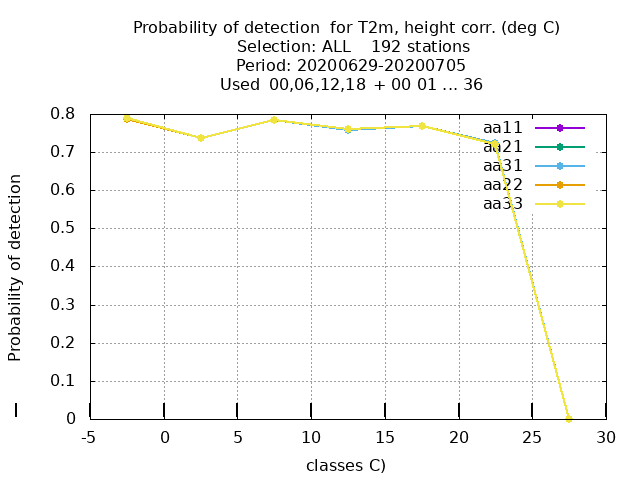 Probability of detection for T2m, height corr. (deg C)
Selection: ALL 192 stations
Period: 20200629-20200705
Used 00,06,12,18 + 00 01 ... 36
Probability of detection
0.8
0.7
0.6
0.5
0.4
0.3
0.2
0.1
0
aa11
aa21
aa31
aa22
aa33
-5 0 5 10 15 20 25 30
classes C)